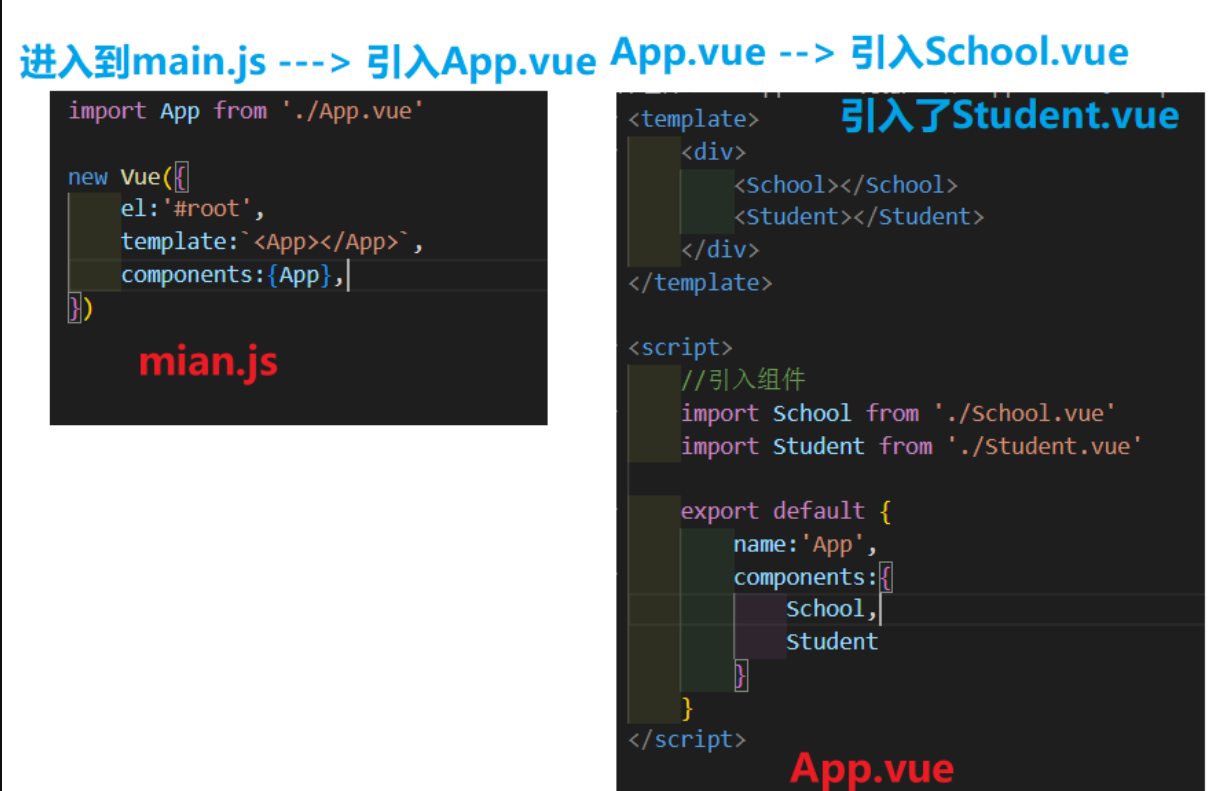 进入到main.js ---> 引入App.vue
import App from './App.vue'
new Vue({
el:'#root',
template:`<App></App>`,
components:{App},
})
mian.js
App.vue --> 引入School.vue
引入了Student.vue
<template>
<div>
<School></School>
<Student></Student>
</div>
</template>
<script>
//引入组件
import School from './School.vue'
import Student from './Student.vue'
export default {
name:'App',
components:{
School,
Student
}
}
</script>
App.vue